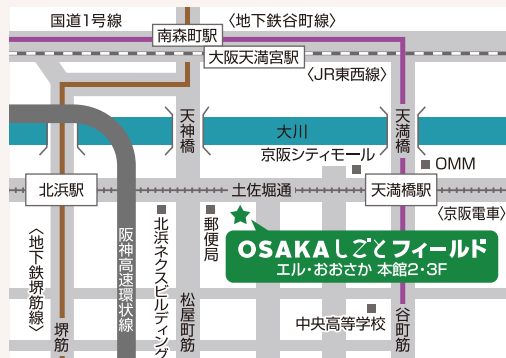 国道1号線
〈地下鉄谷町線〉
南森町駅
大阪天満宮駅
〈JR東西線〉
天神橋
大川
天満橋
京阪シティモール
OMM
北浜駅
土佐堀通
天満橋駅
〈京阪電車〉
〈地下鉄堺筋線〉
阪神高速環状線
北浜ネクスビルディング
郵便局
OSAKAしごとフィールド
エル・おおさか 本館2・3F
堺筋
松屋町筋
中央高等学校
谷町筋